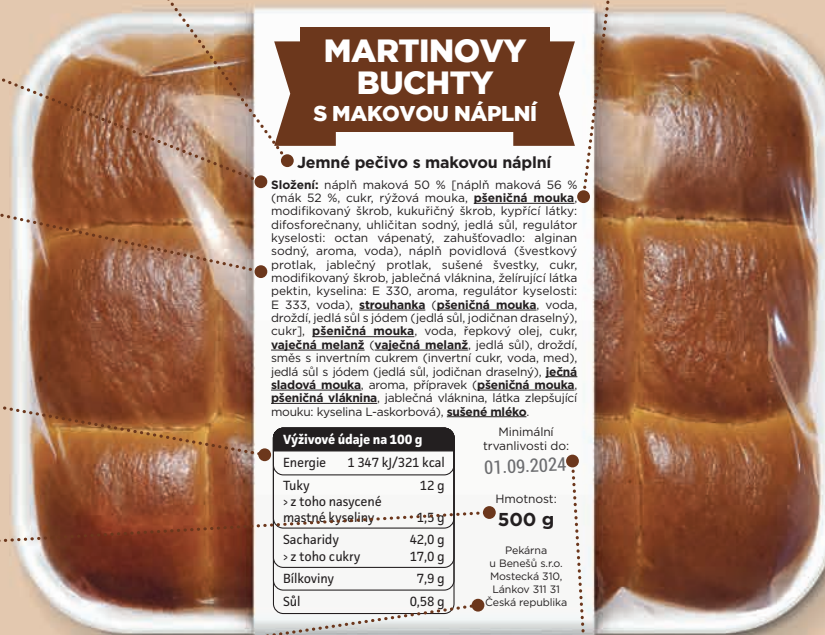 MARTINOVY
BUCHTY
S MAKOVOU NÁPLNÍ
Jemné pečivo s makovou náplní
Složení: náplň maková 50 % [náplň maková 56 %
(mák 52 %, cukr, rýžová mouka, pšeničná mouka,
modifikovaný škrob, kukuřičný škrob, kypřící látky:
difosforečnany, uhličitan sodný, jedlá sůl, regulátor
kyselosti: octan vápenatý, zahušťovadlo: alginan
sodný, aroma, voda), náplň povidlová (švestkový
protlak, jablečný protlak, sušené švestky, cukr,
modifikovaný škrob, jablečná vláknina, želírující látka
pektin, kyselina: E 330, aroma, regulátor kyselosti:
E 333, voda), strouhanka (pšeničná mouka, voda,
droždí, jedlá sůl s jódem (jedlá sůl, jodičnan draselný),
cukr], pšeničná mouka, voda, řepkový olej, cukr,
vaječná melanž (vaječná melanž, jedlá sůl), droždí,
směs s invertním cukrem (invertní cukr, voda, med),
jedlá sůl s jódem (jedlá sůl, jodičnan draselný), ječná
sladová mouka, aroma, přípravek (pšeničná mouka,
pšeničná vláknina, jablečná vláknina, látka zlepšující
mouku: kyselina L-askorbová), sušené mléko.
Výživové údaje na 100 g
Energie 1 347 kJ/321 kcal
Tuky 12 g
> z toho nasycené
mastné kyseliny 1,5 g
Sacharidy 42,0 g
> z toho cukry 17,0 g
Bílkoviny 7,9 g
Sůl 0,58 g
Minimální
trvanlivosti do:
01.09.2024
Hmotnost:
500 g
Pekárna
u Benešů s.r.o.
Mostecká 310,
Lánkov 311 31
Česká republika